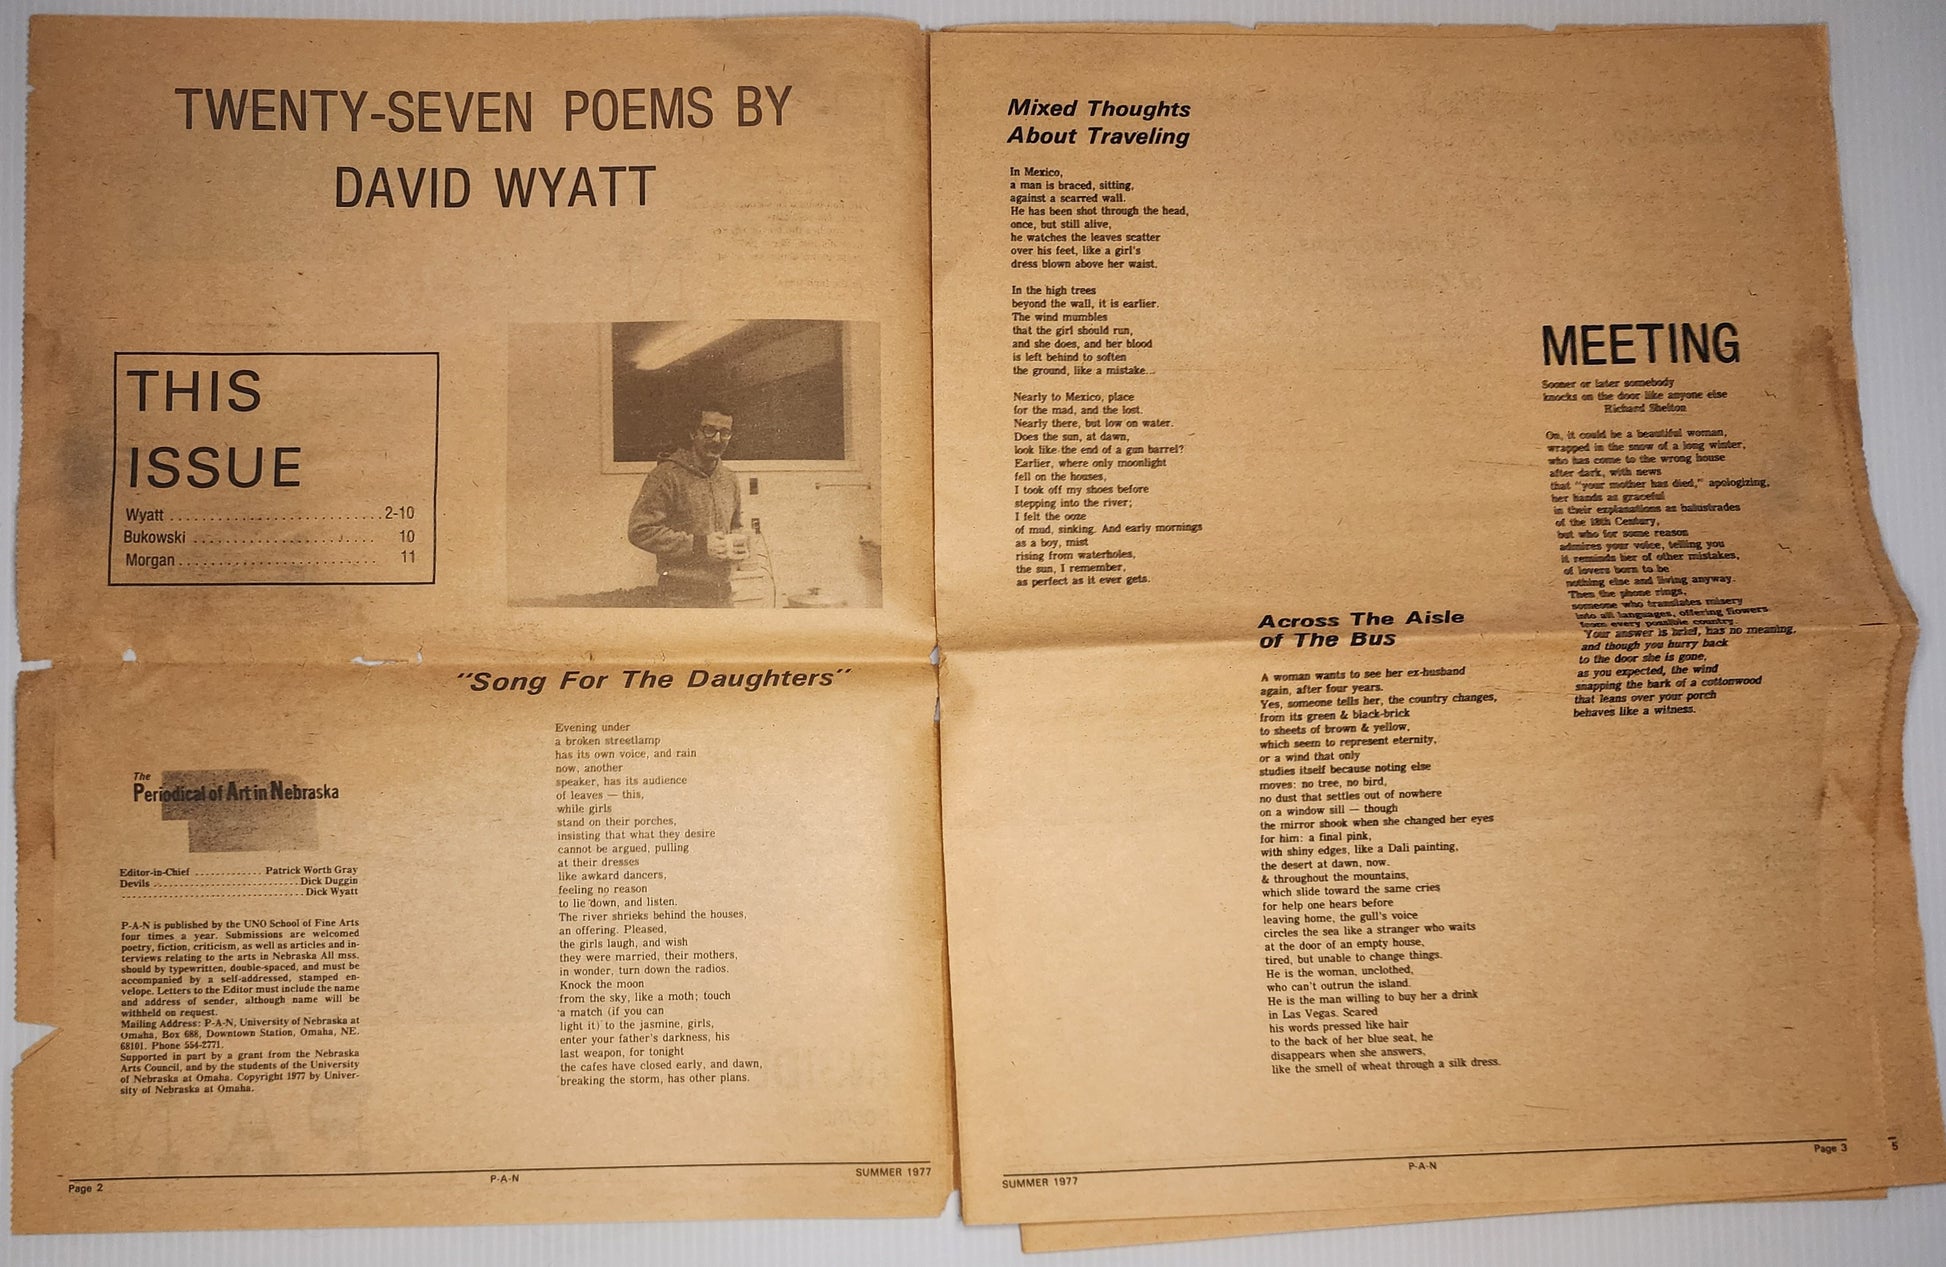 TWENTY-SEVEN POEMS BY
DAVID WYATT
THIS
ISSUE
Wyatt ............................ 2-10
Bukowski ........................ 10
Morgan .......................... 11
The
Periodical of Art in Nebraska
Editor-in-Chief ............ Patrick Worth Gray
Devils .......................... Dick Duggin
.................................... Dick Wyatt
P-A-N is published by the UNO School of Fine Arts
four times a year. Submissions are welcomed
poetry, fiction, criticism, as well as articles and in-
terviews relating to the arts in Nebraska All mss.
should by typewritten, double-spaced, and must be
accompanied by a self-addressed, stamped en-
velope. Letters to the Editor must include the name
and address of sender, although name will be
withheld on request.
Mailing Address: P-A-N, University of Nebraska at
Omaha, Box 688, Downtown Station, Omaha, NE.
68101. Phone 554-2771.
Supported in part by a grant from the Nebraska
Arts Council, and by the students of the University
of Nebraska at Omaha. Copyright 1977 by Univer-
sity of Nebraska at Omaha.
"Song For The Daughters"
Evening under
a broken streetlamp
has its own voice, and rain
now, another
speaker, has its audience
of leaves — this,
while girls
stand on their porches,
insisting that what they desire
cannot be argued, pulling
at their dresses
like awkard dancers,
feeling no reason
to lie down, and listen.
The river shrieks behind the houses,
an offering. Pleased,
the girls laugh, and wish
they were married, their mothers,
in wonder, turn down the radios.
Knock the moon
from the sky, like a moth; touch
a match (if you can
light it) to the jasmine, girls,
enter your father's darkness, his
last weapon, for tonight
the cafes have closed early, and dawn,
breaking the storm, has other plans.
Page 2
P-A-N
SUMMER 1977
Mixed Thoughts
About Traveling
In Mexico,
a man is braced, sitting,
against a scarred wall.
He has been shot through the head,
once, but still alive,
he watches the leaves scatter
over his feet, like a girl's
dress blown above her waist.
In the high trees
beyond the wall, it is earlier.
The wind mumbles
that the girl should run,
and she does, and her blood
is left behind to soften
the ground, like a mistake...
Nearly to Mexico, place
for the mad, and the lost.
Nearly there, but low on water.
Does the sun, at dawn,
look like the end of a gun barrel?
Earlier, where only moonlight
fell on the houses,
I took off my shoes before
stepping into the river;
I felt the ooze
of mud, sinking. And early mornings
as a boy, mist
rising from waterholes,
the sun, I remember,
as perfect as it ever gets.
Across The Aisle
of The Bus
A woman wants to see her ex-husband
again, after four years.
Yes, someone tells her, the country changes,
from its green & black-brick
to sheets of brown & yellow,
which seem to represent eternity,
or a wind that only
studies itself because noting else
moves: no tree, no bird,
no dust that settles out of nowhere
on a window sill — though
the mirror shook when she changed her eyes
for him: a final pink,
with shiny edges, like a Dali painting,
the desert at dawn, now.
& throughout the mountains,
which slide toward the same cries
for help one hears before
leaving home, the gull's voice
circles the sea like a stranger who waits
at the door of an empty house,
tired, but unable to change things.
He is the woman, unclothed,
who can't outrun the island.
He is the man willing to buy her a drink
in Las Vegas. Scared
his words pressed like hair
to the back of her blue seat, he
disappears when she answers,
like the smell of wheat through a silk dress.
MEETING
Sooner or later somebody
knocks on the door like anyone else
Richard Shelton
On, it could be a beautiful woman,
wrapped in the snow of a long winter,
who has come to the wrong house
after dark, with news
that "your mother has died," apologizing,
her hands as graceful
in their explanations as balustrades
of the 18th Century,
but who for some reason
admires your voice, telling you
it reminds her of other mistakes,
of lovers born to be
nothing else and living anyway.
Then the phone rings,
someone who translates misery
into all languages, offering flowers
from every possible country.
Your answer is brief, has no meaning,
and though you hurry back
to the door she is gone,
as you expected, the wind
snapping the bark of a cottonwood
that leans over your porch
behaves like a witness.
SUMMER 1977
P-A-N
Page 3
5